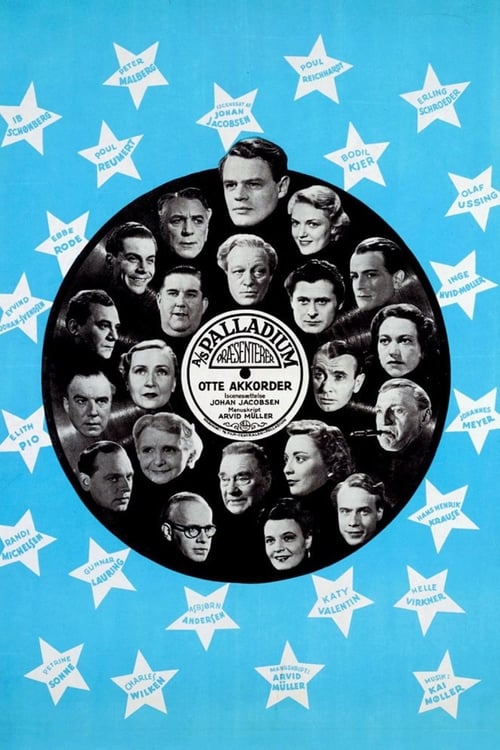 PETER
MALBERG
POUL
REICHHARDT
ISCENESAT AF
JOHAN
JACOBSEN
ERLING
SCHROEDER
IB
SCHØNBERG
POUL
REUMERT
BODIL
KJER
OLAF
USSING
EBBE
RODE
INGE
HVID-MØLLER
EYVIND
JOHAN-SVENDSEN
A/S PALLADIUM
PRÆSENTERER
OTTE AKKORDER
Iscenesættelse
JOHAN JACOBSEN
Manuskript
ARVID MÜLLER
ELITH
PIO
JOHANNES
MEYER
RANDI
MICHELSEN
HANS HENRIK
KRAUSE
GUNNAR
LAURING
ASBJØRN
ANDERSEN
KATY
VALENTIN
HELLE
VIRKNER
PETRINE
SONNE
CHARLES
WILKEN
MANUSKRIPT:
ARVID
MÜLLER
MUSIK:
KAI
MØLLER